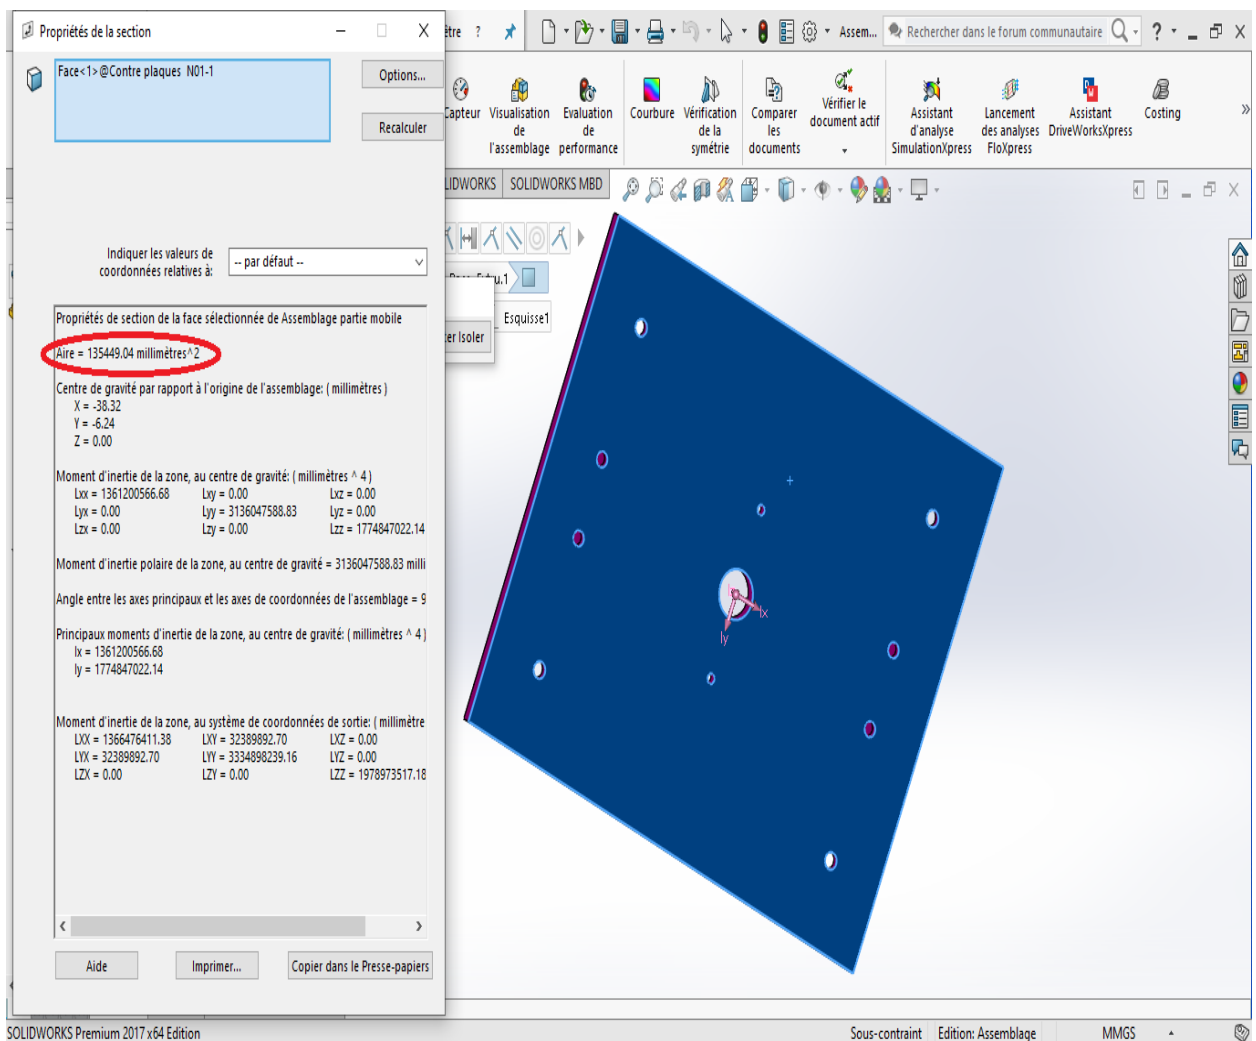 Propriétés de la section
être ?
Assem...
Rechercher dans le forum communautaire
?
Face<1>@Contre plaques N01-1
Options...
Recalculer
Capteur
Visualisation de l'assemblage
Evaluation de performance
Courbure
Vérification de la symétrie
Comparer les documents
Vérifier le document actif
Assistant d'analyse SimulationXpress
Lancement des analyses FloXpress
Assistant DriveWorksXpress
Costing
LIDWORKS
SOLIDWORKS MBD
Indiquer les valeurs de
coordonnées relatives à:
-- par défaut --
Esquisse1
er Isoler
Propriétés de section de la face sélectionnée de Assemblage partie mobile
Aire = 135449.04 millimètres^2
Centre de gravité par rapport à l'origine de l'assemblage: ( millimètres )
X = -38.32
Y = -6.24
Z = 0.00
Moment d'inertie de la zone, au centre de gravité: ( millimètres ^ 4 )
Lxx = 1361200566.68 Lxy = 0.00 Lxz = 0.00
Lyx = 0.00 Lyy = 3136047588.83 Lyz = 0.00
Lzx = 0.00 Lzy = 0.00 Lzz = 1774847022.14
Moment d'inertie polaire de la zone, au centre de gravité = 3136047588.83 milli
Angle entre les axes principaux et les axes de coordonnées de l'assemblage = 9
Principaux moments d'inertie de la zone, au centre de gravité: ( millimètres ^ 4 )
Ix = 1361200566.68
Iy = 1774847022.14
Moment d'inertie de la zone, au système de coordonnées de sortie: ( millimètre
LXX = 1366476411.38 LXY = 32389892.70 LXZ = 0.00
LYX = 32389892.70 LYY = 3334898239.16 LYZ = 0.00
LZX = 0.00 LZY = 0.00 LZZ = 1978973517.18
Ix
Iy
Aide
Imprimer...
Copier dans le Presse-papiers
SOLIDWORKS Premium 2017 x64 Edition
Sous-contraint
Edition: Assemblage
MMGS